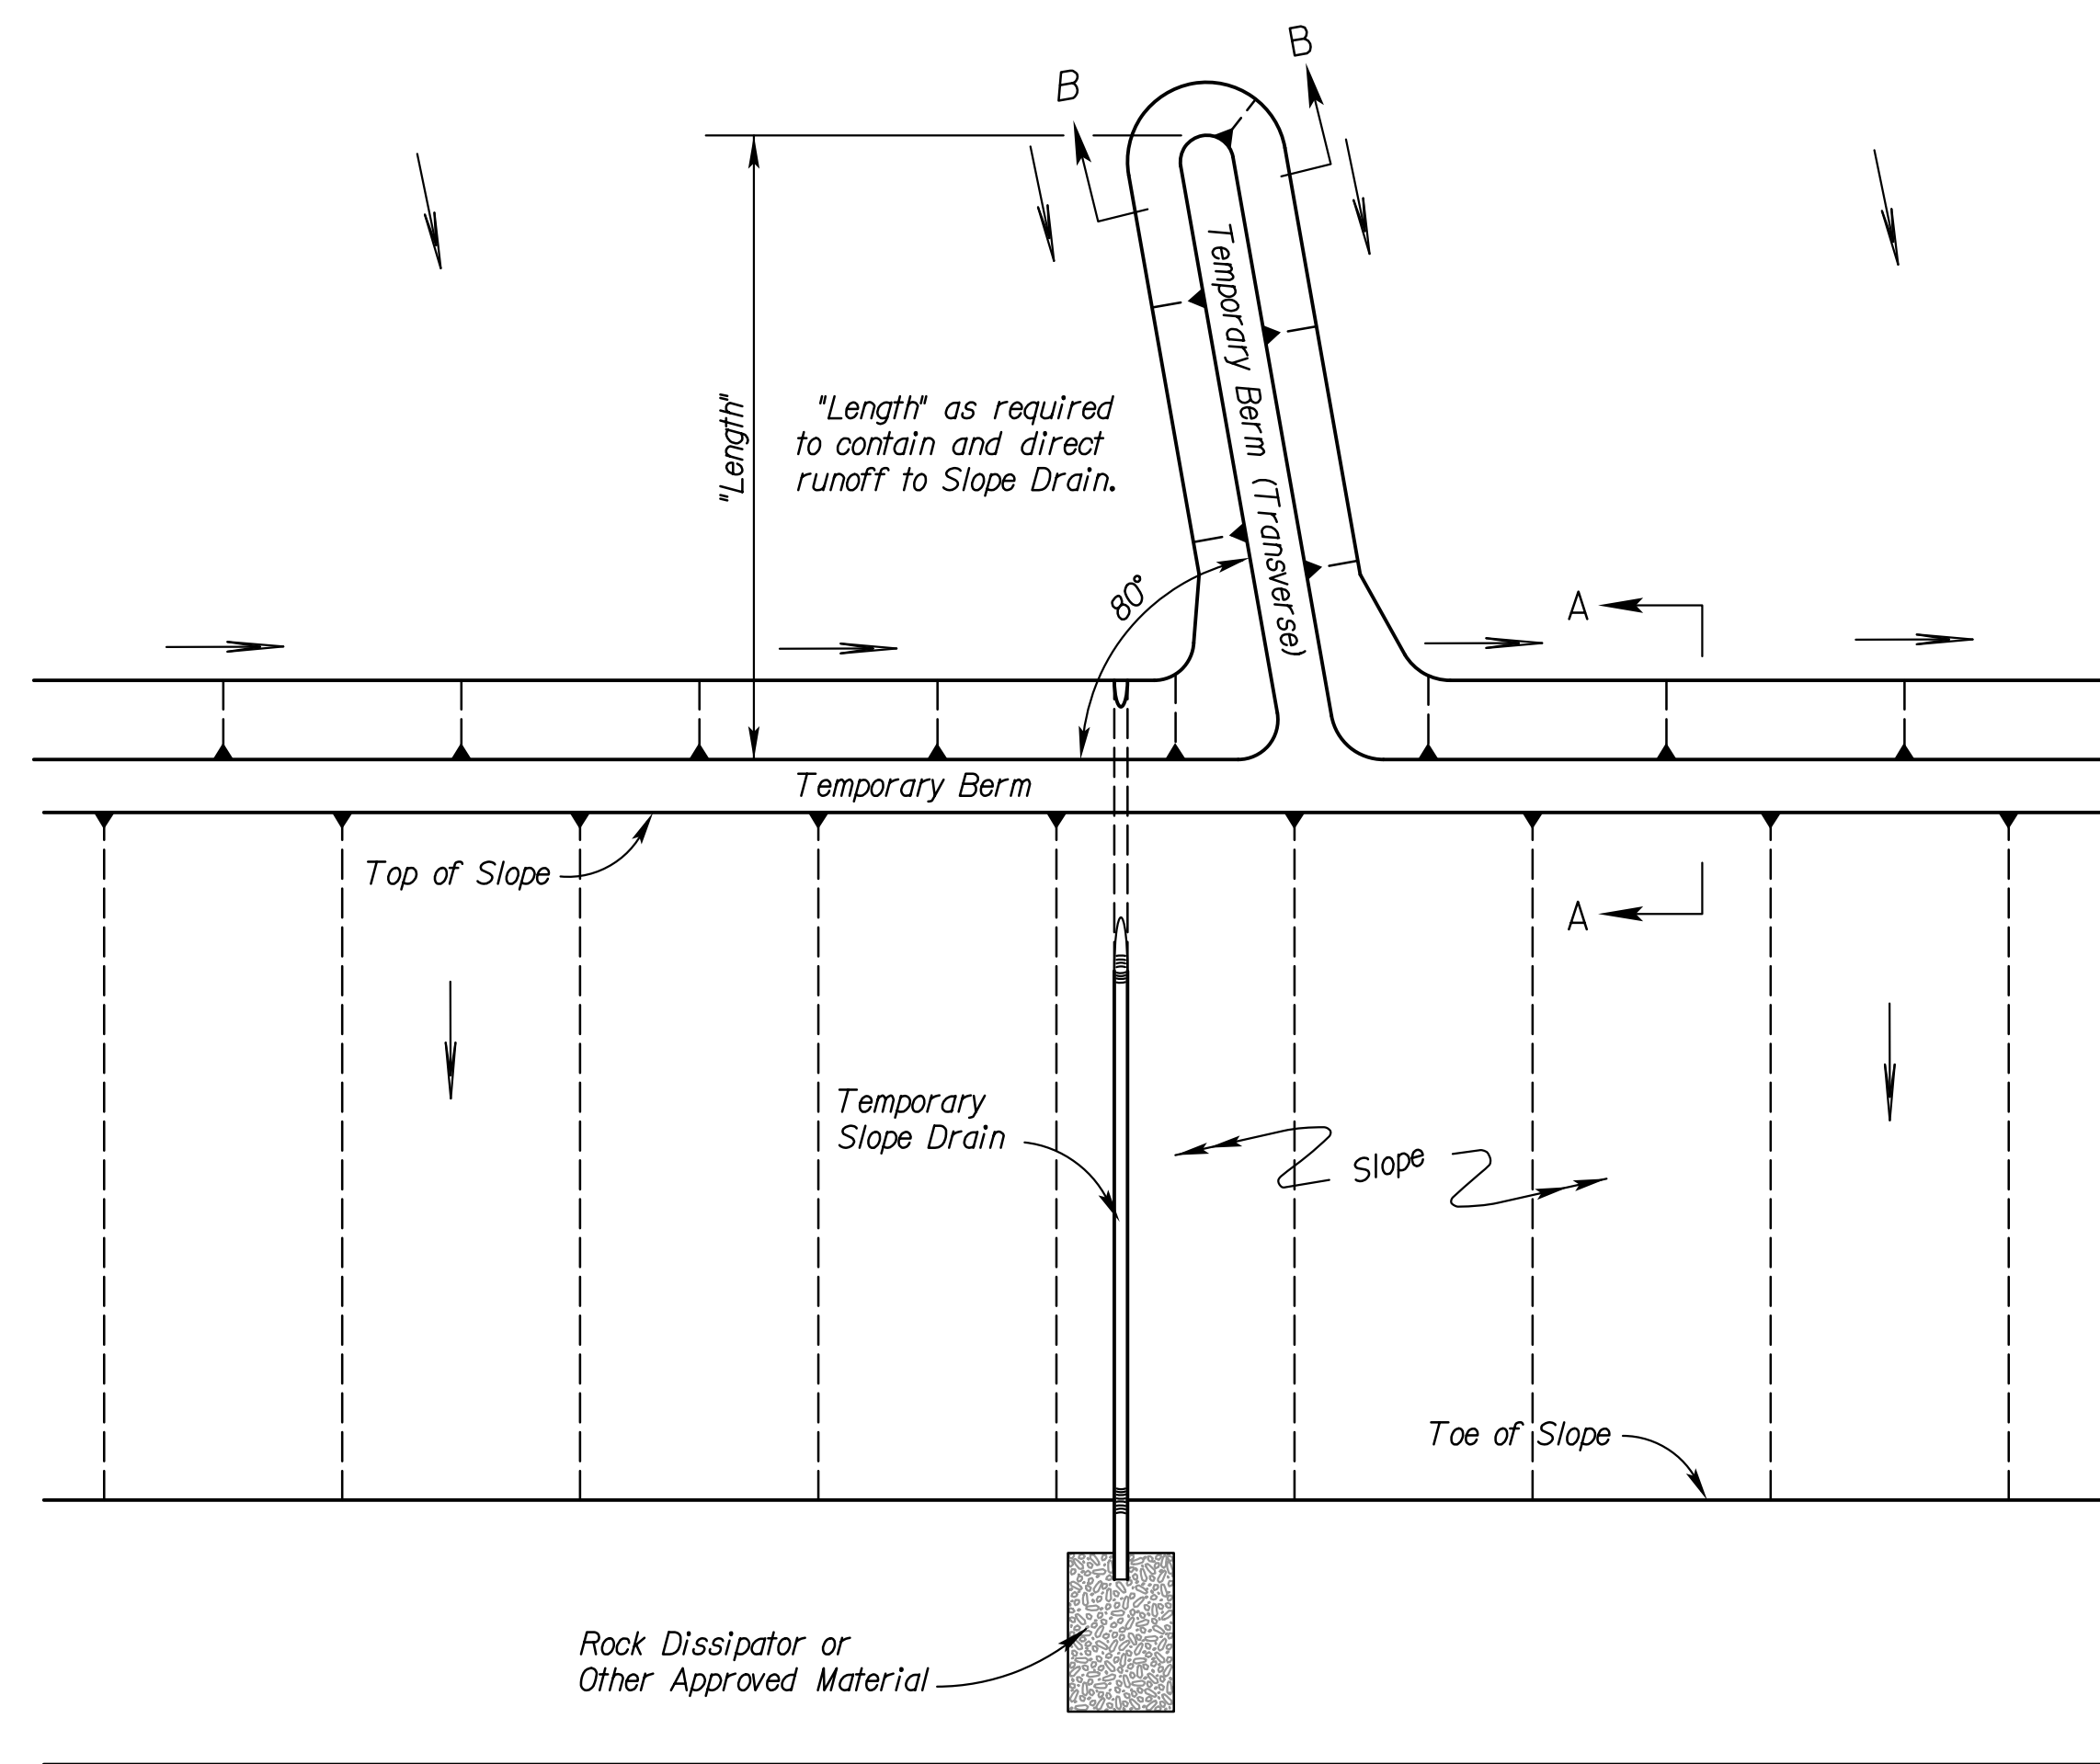 B
B
"Length"
"Length" as required
to contain and direct
runoff to Slope Drain.
Temporary Berm (Transverse)
80°
A
Temporary Berm
Top of Slope
A
Temporary
Slope Drain
Slope
Toe of Slope
Rock Dissipator or
Other Approved Material